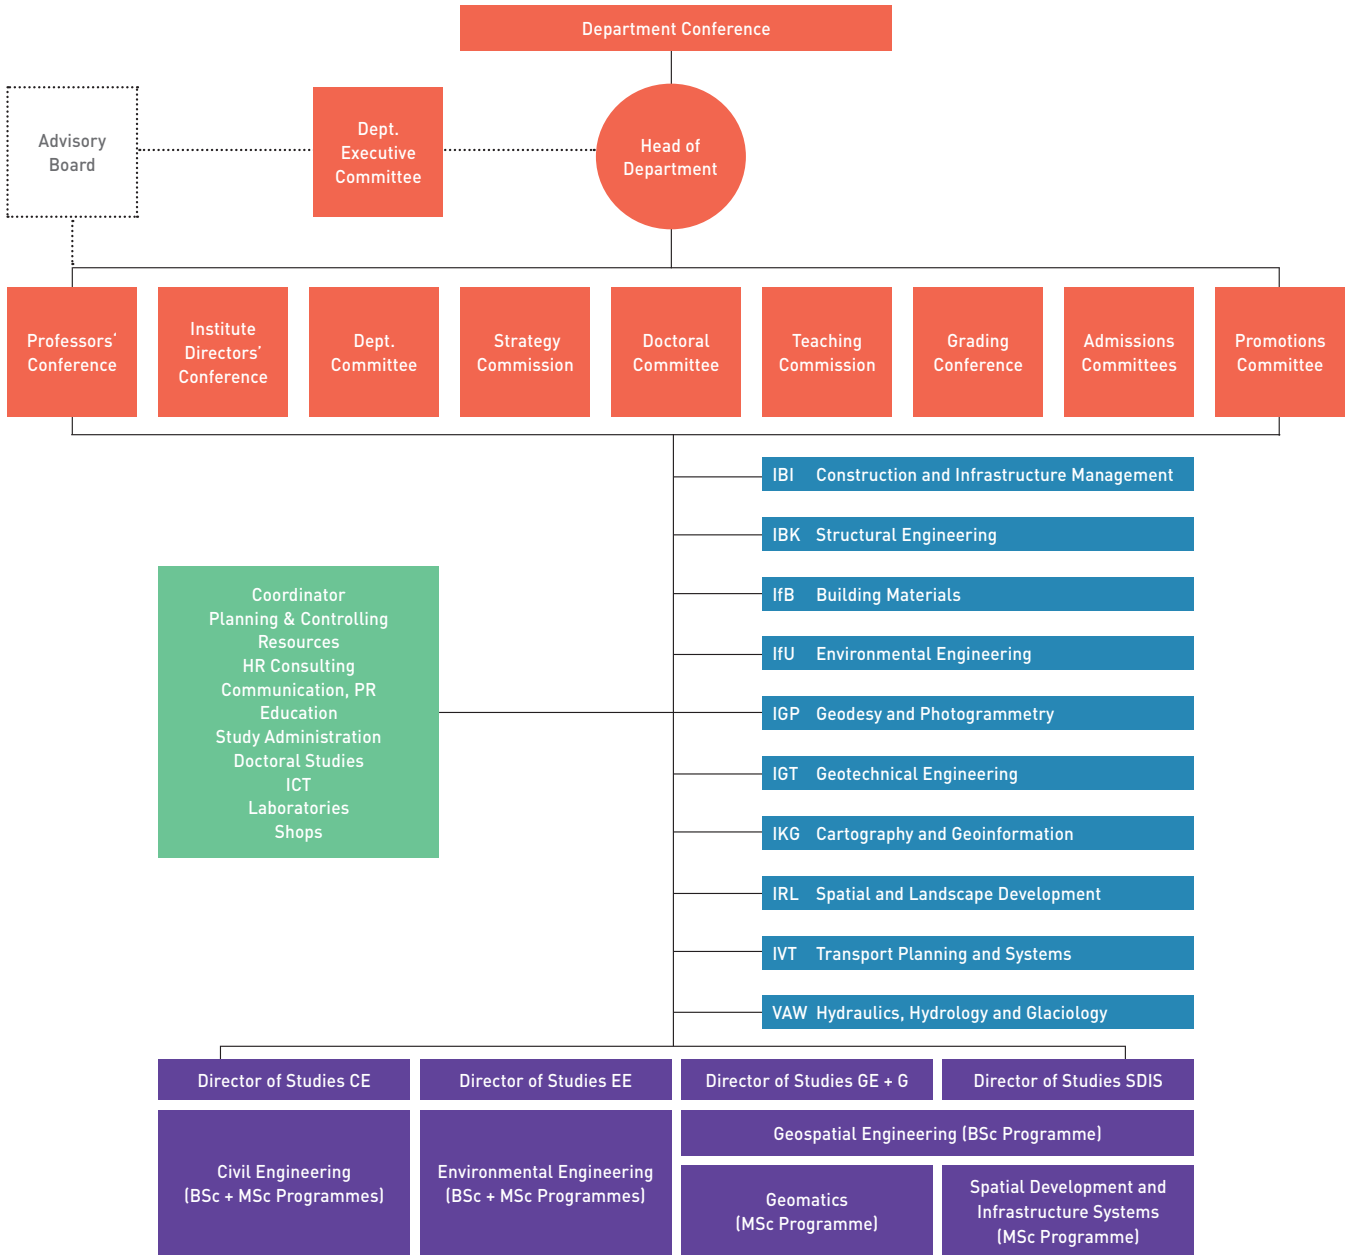 Department Conference
Advisory
Board
Dept.
Executive
Committee
Head of
Department
Professors‘
Conference
Institute
Directors‘
Conference
Dept.
Committee
Strategy
Commission
Doctoral
Committee
Teaching
Commission
Grading
Conference
Admissions
Committees
Promotions
Committee
IBI Construction and Infrastructure Management
IBK Structural Engineering
IfB Building Materials
IfU Environmental Engineering
IGP Geodesy and Photogrammetry
IGT Geotechnical Engineering
IKG Cartography and Geoinformation
IRL Spatial and Landscape Development
IVT Transport Planning and Systems
VAW Hydraulics, Hydrology and Glaciology
Coordinator
Planning & Controlling
Resources
HR Consulting
Communication, PR
Education
Study Administration
Doctoral Studies
ICT
Laboratories
Shops
Director of Studies CE
Director of Studies EE
Director of Studies GE + G
Director of Studies SDIS
Civil Engineering
(BSc + MSc Programmes)
Environmental Engineering
(BSc + MSc Programmes)
Geospatial Engineering (BSc Programme)
Geomatics
(MSc Programme)
Spatial Development and
Infrastructure Systems
(MSc Programme)